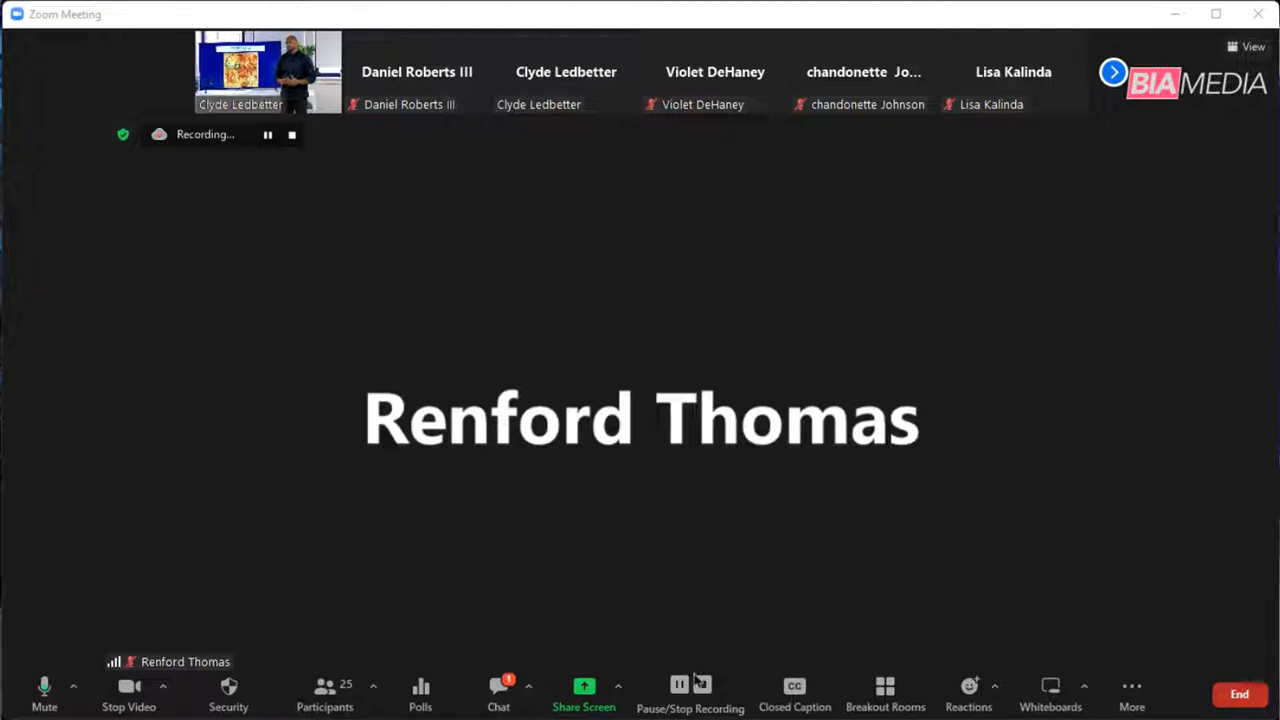 Zoom Meeting
View
Daniel Roberts III
Clyde Ledbetter
Violet DeHaney
chandonette Jo...
Lisa Kalinda
BIAMEDIA
Clyde Ledbetter
Daniel Roberts III
Clyde Ledbetter
Violet DeHaney
chandonette Johnson
Lisa Kalinda
Recording...
Renford Thomas
Renford Thomas
25
1
CC
Mute
Stop Video
Security
Participants
Polls
Chat
Share Screen
Pause/Stop Recording
Closed Caption
Breakout Rooms
Reactions
Whiteboards
More
End